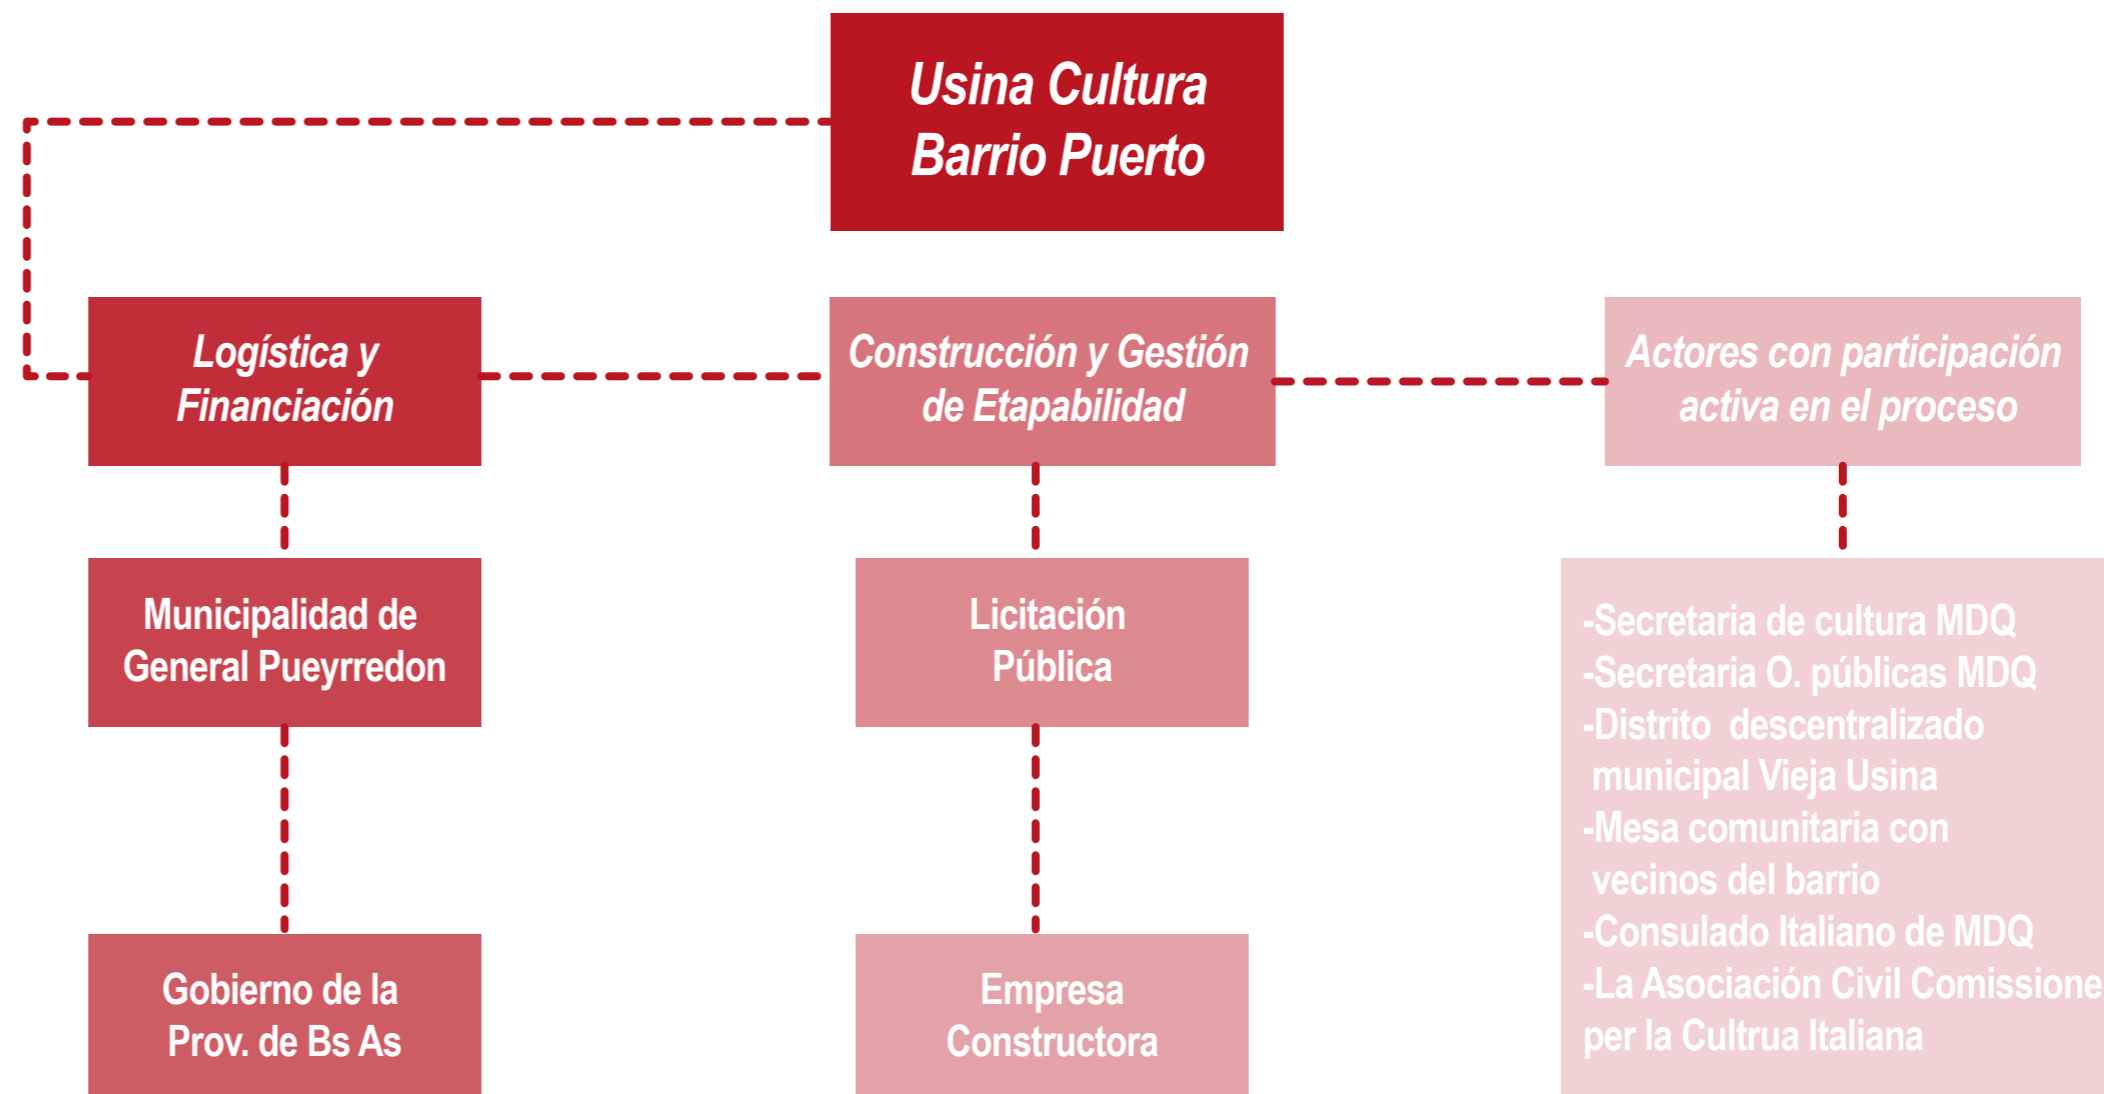 Usina Cultura
Barrio Puerto
Logística y
Financiación
Construcción y Gestión
de Etapabilidad
Actores con participación
activa en el proceso
Municipalidad de
General Pueyrredon
Licitación
Pública
-Secretaria de cultura MDQ
-Secretaria O. públicas MDQ
-Distrito descentralizado
municipal Vieja Usina
-Mesa comunitaria con
vecinos del barrio
-Consulado Italiano de MDQ
-La Asociación Civil Comissione
per la Cultrua Italiana
Gobierno de la
Prov. de Bs As
Empresa
Constructora